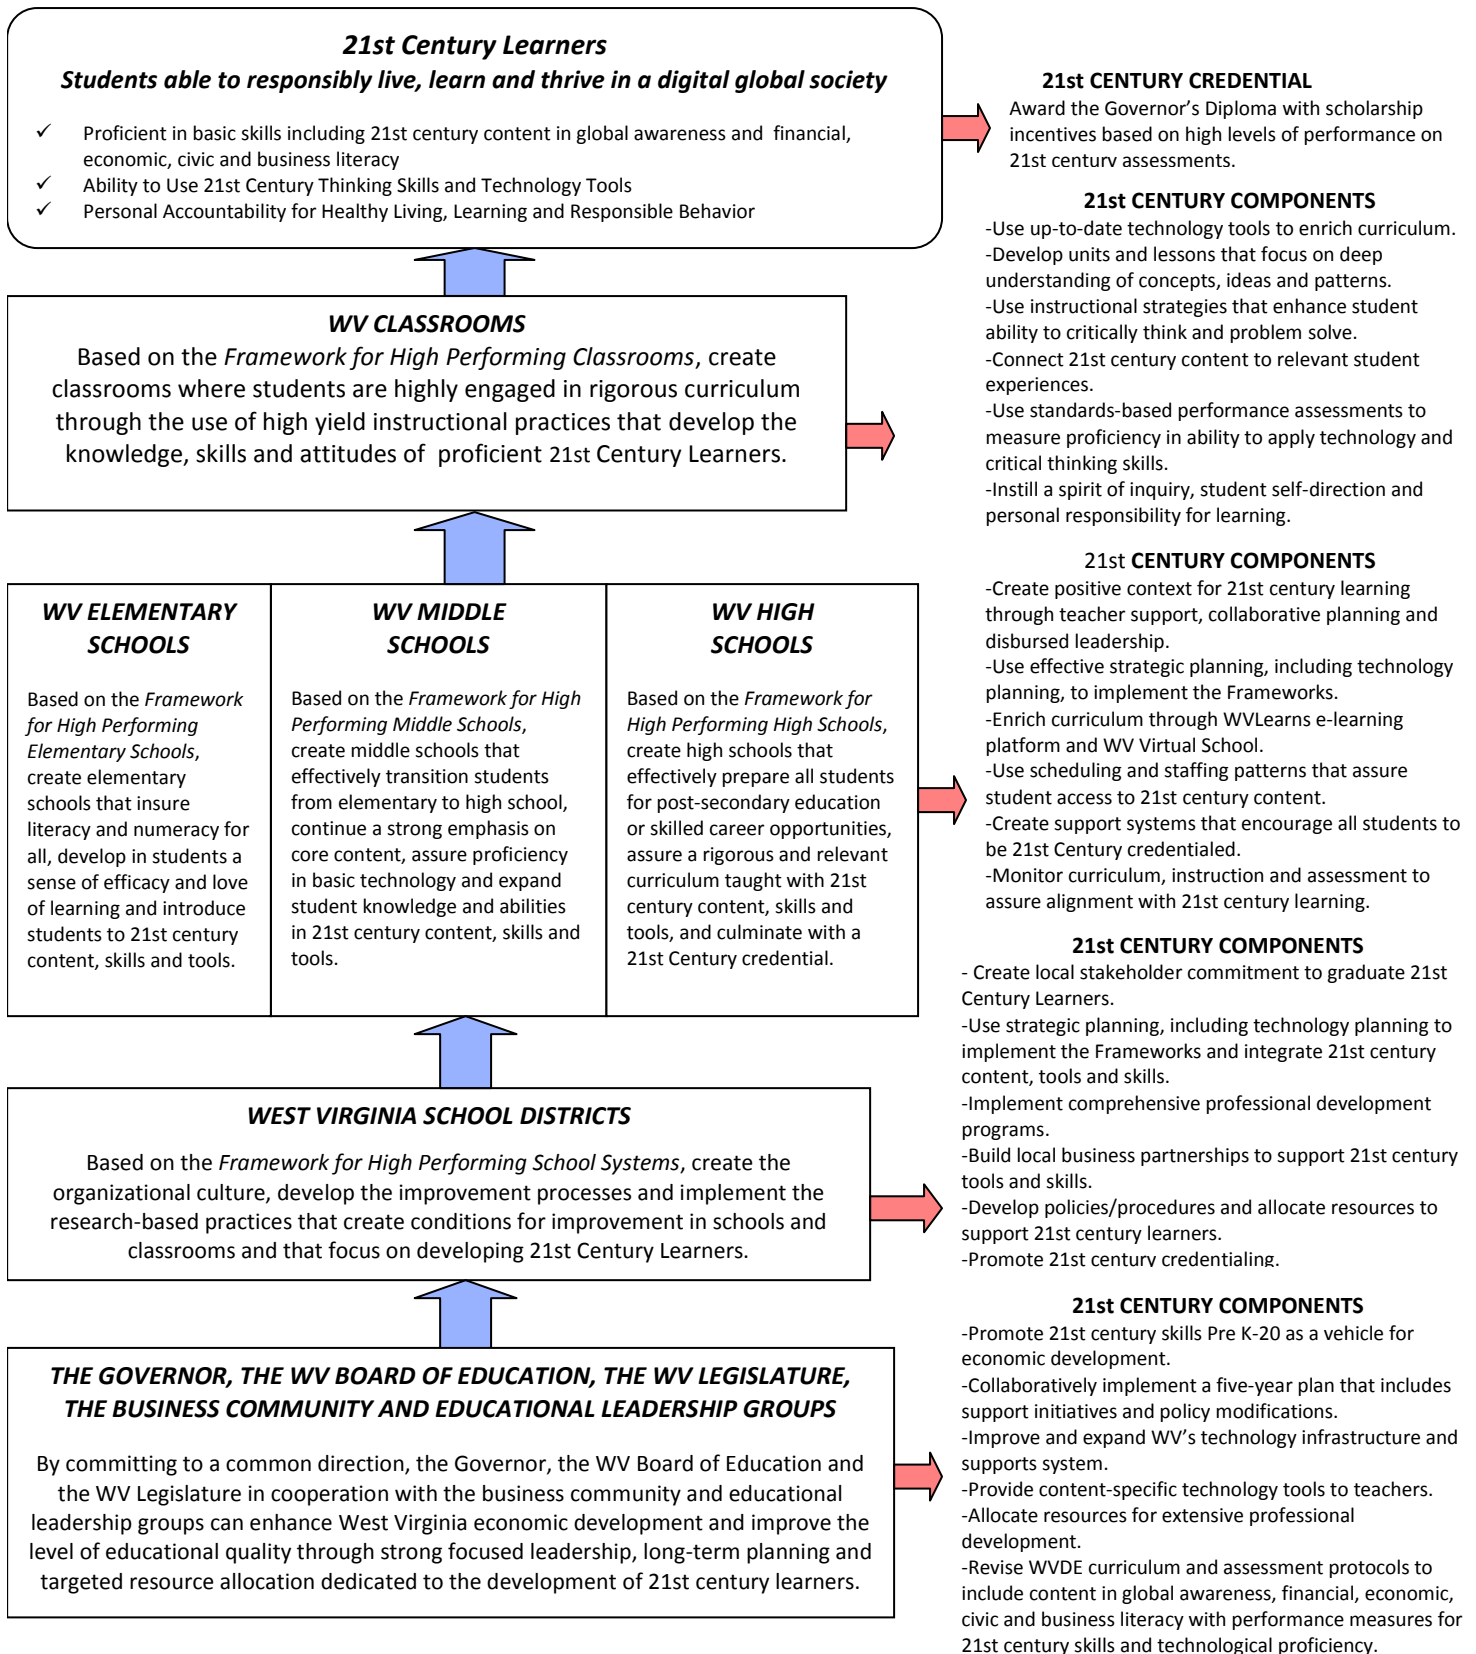 21st Century Learners
Students able to responsibly live, learn and thrive in a digital global society
✓ Proficient in basic skills including 21st century content in global awareness and financial,
economic, civic and business literacy
✓ Ability to Use 21st Century Thinking Skills and Technology Tools
✓ Personal Accountability for Healthy Living, Learning and Responsible Behavior
21st CENTURY CREDENTIAL
Award the Governor's Diploma with scholarship
incentives based on high levels of performance on
21st century assessments.
WV CLASSROOMS
Based on the Framework for High Performing Classrooms, create
classrooms where students are highly engaged in rigorous curriculum
through the use of high yield instructional practices that develop the
knowledge, skills and attitudes of proficient 21st Century Learners.
21st CENTURY COMPONENTS
-Use up-to-date technology tools to enrich curriculum.
-Develop units and lessons that focus on deep
understanding of concepts, ideas and patterns.
-Use instructional strategies that enhance student
ability to critically think and problem solve.
-Connect 21st century content to relevant student
experiences.
-Use standards-based performance assessments to
measure proficiency in ability to apply technology and
critical thinking skills.
-Instill a spirit of inquiry, student self-direction and
personal responsibility for learning.
WV ELEMENTARY
SCHOOLS
Based on the Framework
for High Performing
Elementary Schools,
create elementary
schools that insure
literacy and numeracy for
all, develop in students a
sense of efficacy and love
of learning and introduce
students to 21st century
content, skills and tools.
WV MIDDLE
SCHOOLS
Based on the Framework for High
Performing Middle Schools,
create middle schools that
effectively transition students
from elementary to high school,
continue a strong emphasis on
core content, assure proficiency
in basic technology and expand
student knowledge and abilities
in 21st century content, skills and
tools.
WV HIGH
SCHOOLS
Based on the Framework for
High Performing High Schools,
create high schools that
effectively prepare all students
for post-secondary education
or skilled career opportunities,
assure a rigorous and relevant
curriculum taught with 21st
century content, skills and
tools, and culminate with a
21st Century credential.
21st CENTURY COMPONENTS
-Create positive context for 21st century learning
through teacher support, collaborative planning and
disbursed leadership.
-Use effective strategic planning, including technology
planning, to implement the Frameworks.
-Enrich curriculum through WVLearns e-learning
platform and WV Virtual School.
-Use scheduling and staffing patterns that assure
student access to 21st century content.
-Create support systems that encourage all students to
be 21st Century credentialed.
-Monitor curriculum, instruction and assessment to
assure alignment with 21st century learning.
WEST VIRGINIA SCHOOL DISTRICTS
Based on the Framework for High Performing School Systems, create the
organizational culture, develop the improvement processes and implement the
research-based practices that create conditions for improvement in schools and
classrooms and that focus on developing 21st Century Learners.
21st CENTURY COMPONENTS
- Create local stakeholder commitment to graduate 21st
Century Learners.
-Use strategic planning, including technology planning to
implement the Frameworks and integrate 21st century
content, tools and skills.
-Implement comprehensive professional development
programs.
-Build local business partnerships to support 21st century
tools and skills.
-Develop policies/procedures and allocate resources to
support 21st century learners.
-Promote 21st century credentialing.
THE GOVERNOR, THE WV BOARD OF EDUCATION, THE WV LEGISLATURE,
THE BUSINESS COMMUNITY AND EDUCATIONAL LEADERSHIP GROUPS
By committing to a common direction, the Governor, the WV Board of Education and
the WV Legislature in cooperation with the business community and educational
leadership groups can enhance West Virginia economic development and improve the
level of educational quality through strong focused leadership, long-term planning and
targeted resource allocation dedicated to the development of 21st century learners.
21st CENTURY COMPONENTS
-Promote 21st century skills Pre K-20 as a vehicle for
economic development.
-Collaboratively implement a five-year plan that includes
support initiatives and policy modifications.
-Improve and expand WV's technology infrastructure and
supports system.
-Provide content-specific technology tools to teachers.
-Allocate resources for extensive professional
development.
-Revise WVDE curriculum and assessment protocols to
include content in global awareness, financial, economic,
civic and business literacy with performance measures for
21st century skills and technological proficiency.